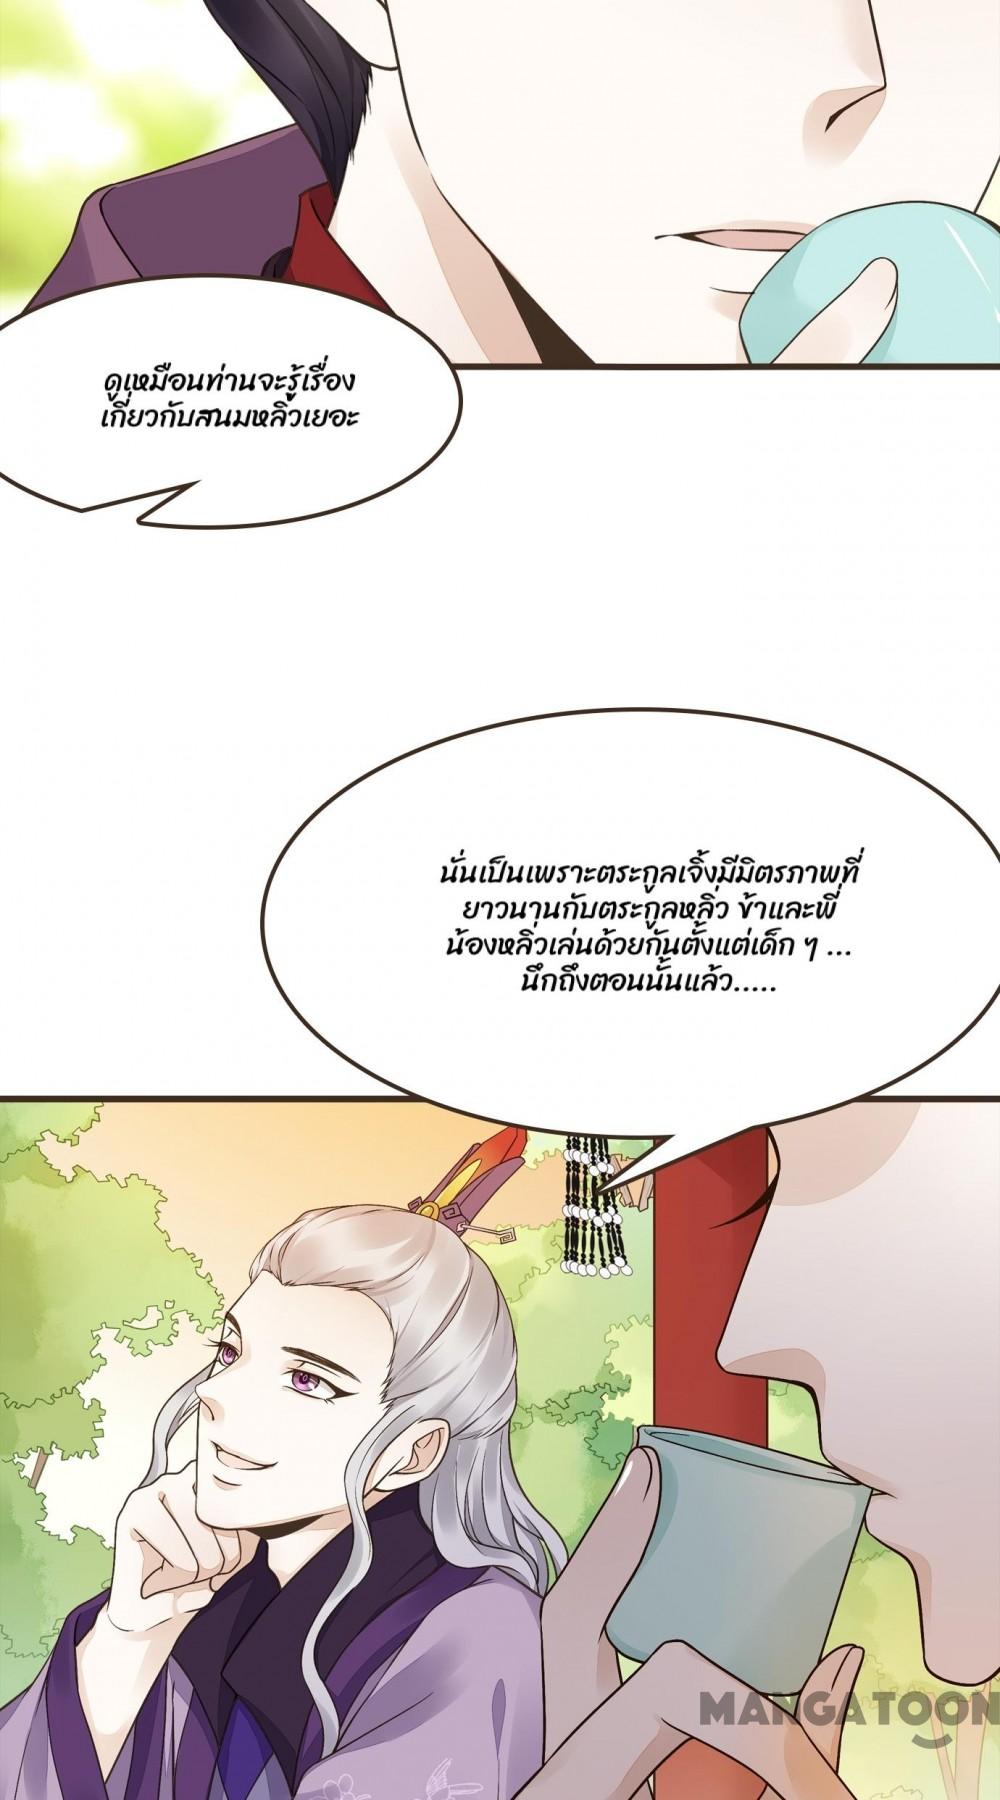 ดูเหมือนท่านจะรู้เรื่อง
เกี่ยวกับสนมหลิ่วเยอะ
นั่นเป็นเพราะตระกูลเจิ้งมีมิตรภาพที่
ยาวนานกับตระกูลหลิ่ว ข้าและพี่
น้องหลิ่วเล่นด้วยกันตั้งแต่เด็ก ๆ ...
นึกถึงตอนนั้นแล้ว.....
MANGATOON